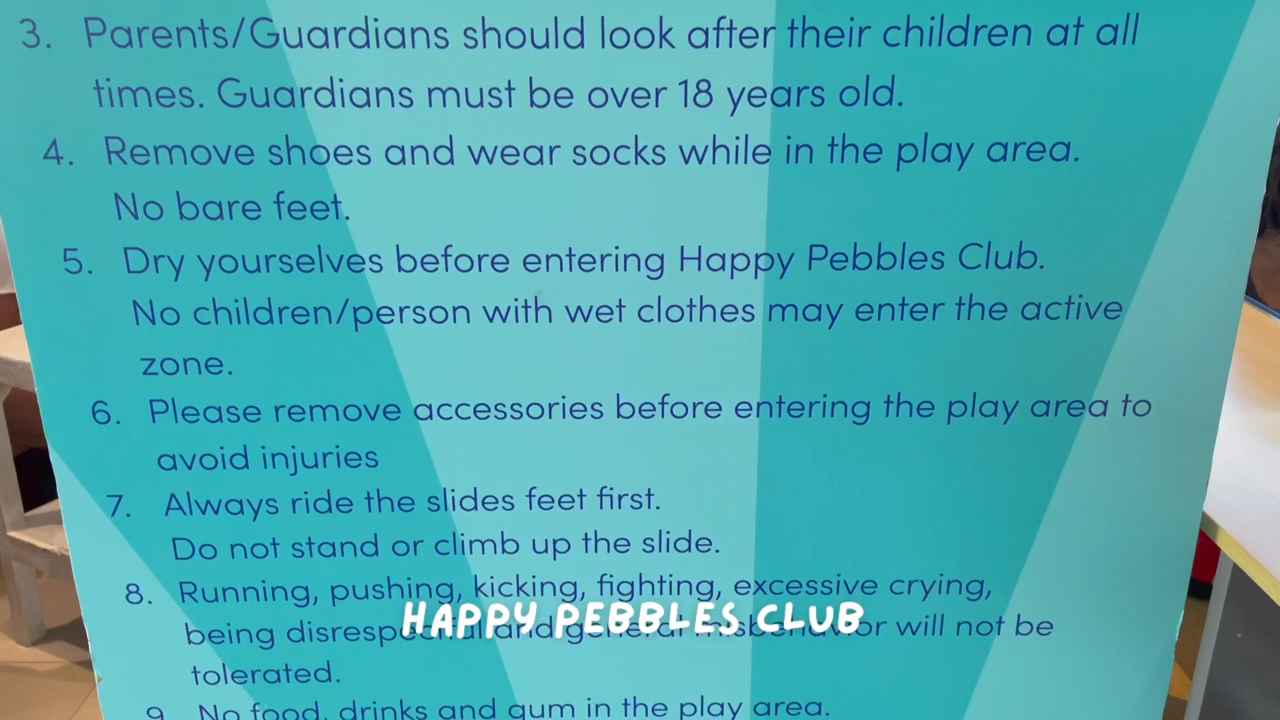 3. Parents/Guardians should look after their children at all
times. Guardians must be over 18 years old.
4. Remove shoes and wear socks while in the play area.
No bare feet.
5. Dry yourselves before entering Happy Pebbles Club.
No children/person with wet clothes may enter the active
zone.
6. Please remove accessories before entering the play area to
avoid injuries
7. Always ride the slides feet first.
Do not stand or climb up the slide.
8. Running, pushing, kicking, fighting, excessive crying,
being disrespectful and general misbehavior will not be
HAPPY PEBBLES CLUB
tolerated.
9. No food, drinks and gum in the play area.